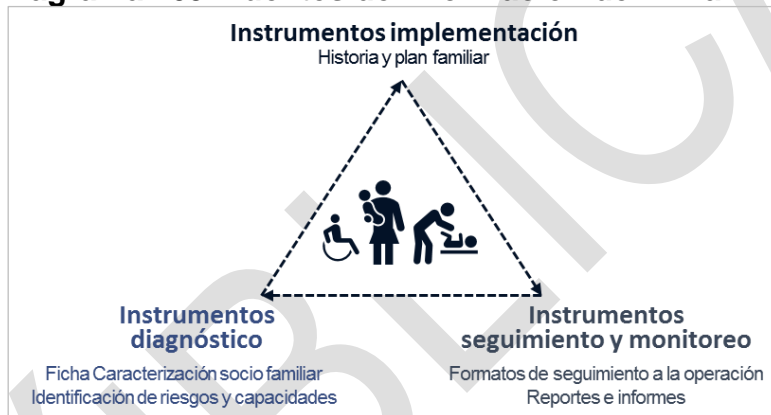 Instrumentos implementación
Historia y plan familiar
Instrumentos
diagnóstico
Ficha Caracterización socio familiar
Identificación de riesgos y capacidades
Instrumentos
seguimiento y monitoreo
Formatos de seguimiento a la operación
Reportes e informes